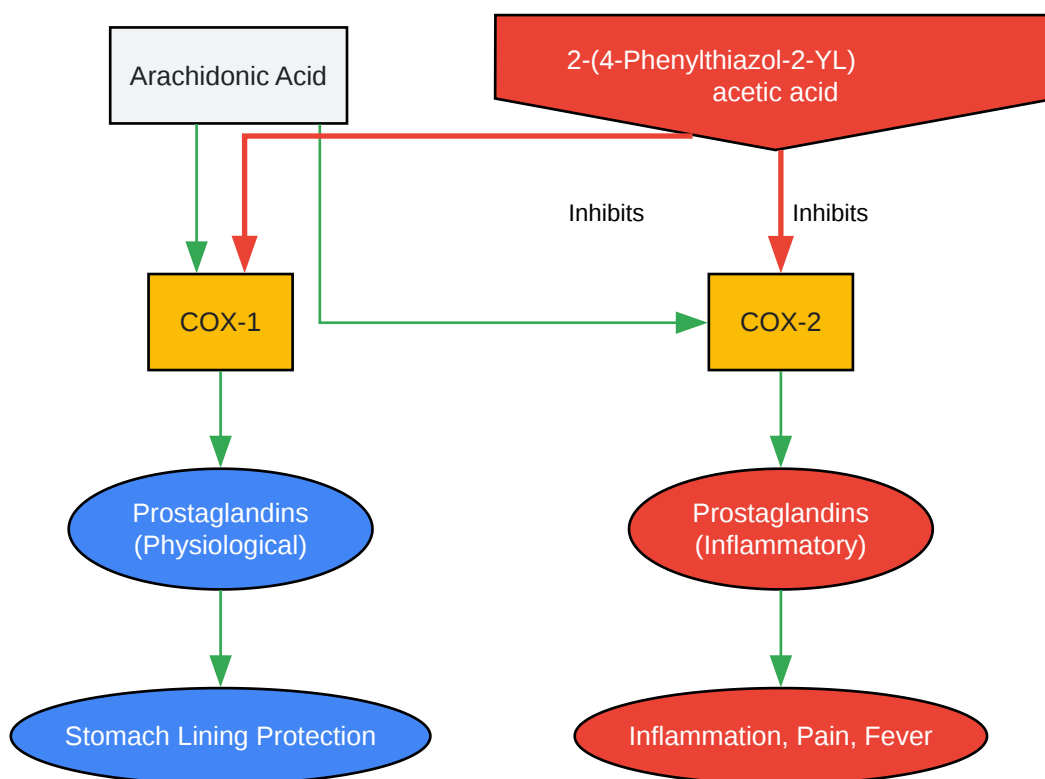 Arachidonic Acid
2-(4-Phenylthiazol-2-YL)
acetic acid
Inhibits
Inhibits
COX-1
COX-2
Prostaglandins
(Physiological)
Prostaglandins
(Inflammatory)
Stomach Lining Protection
Inflammation, Pain, Fever